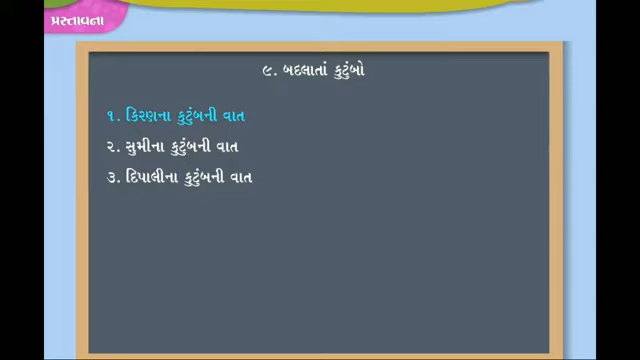 પ્રસ્તાવના
૯. બદલાતાં કુટુંબો
૧. કિરણના કુટુંબની વાત
૨. સુમીના કુટુંબની વાત
૩. દિપાલીના કુટુંબની વાત